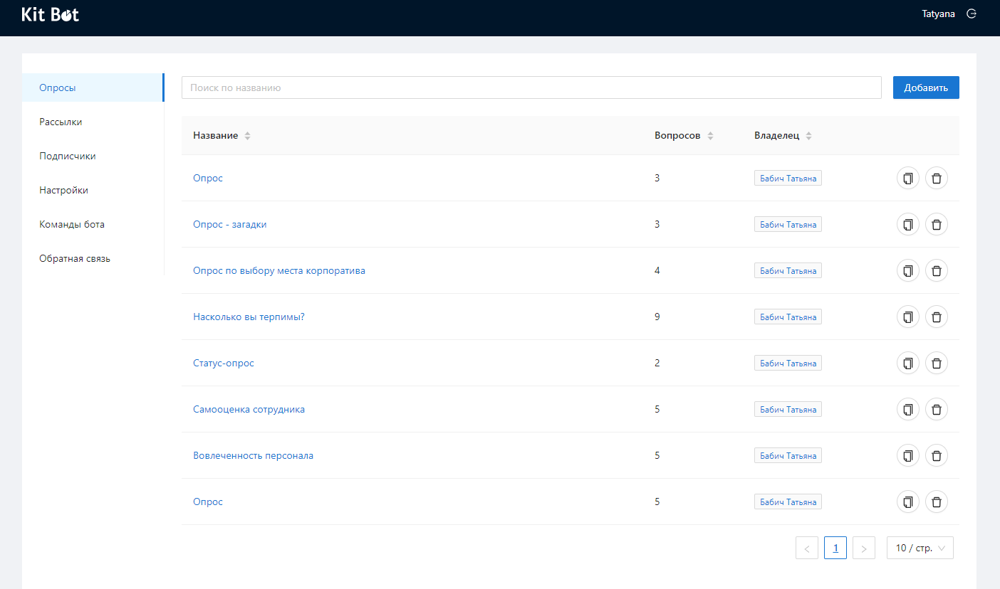 Kit Bot
Tatyana
Опросы
Рассылки
Подписчики
Настройки
Команды бота
Обратная связь
Поиск по названию
Добавить
Название Вопросов Владелец
Опрос 3 Бабич Татьяна
Опрос - загадки 3 Бабич Татьяна
Опрос по выбору места корпоратива 4 Бабич Татьяна
Насколько вы терпимы? 9 Бабич Татьяна
Статус-опрос 2 Бабич Татьяна
Самооценка сотрудника 5 Бабич Татьяна
Вовлеченность персонала 5 Бабич Татьяна
Опрос 5 Бабич Татьяна
< 1 > 10 / стр.